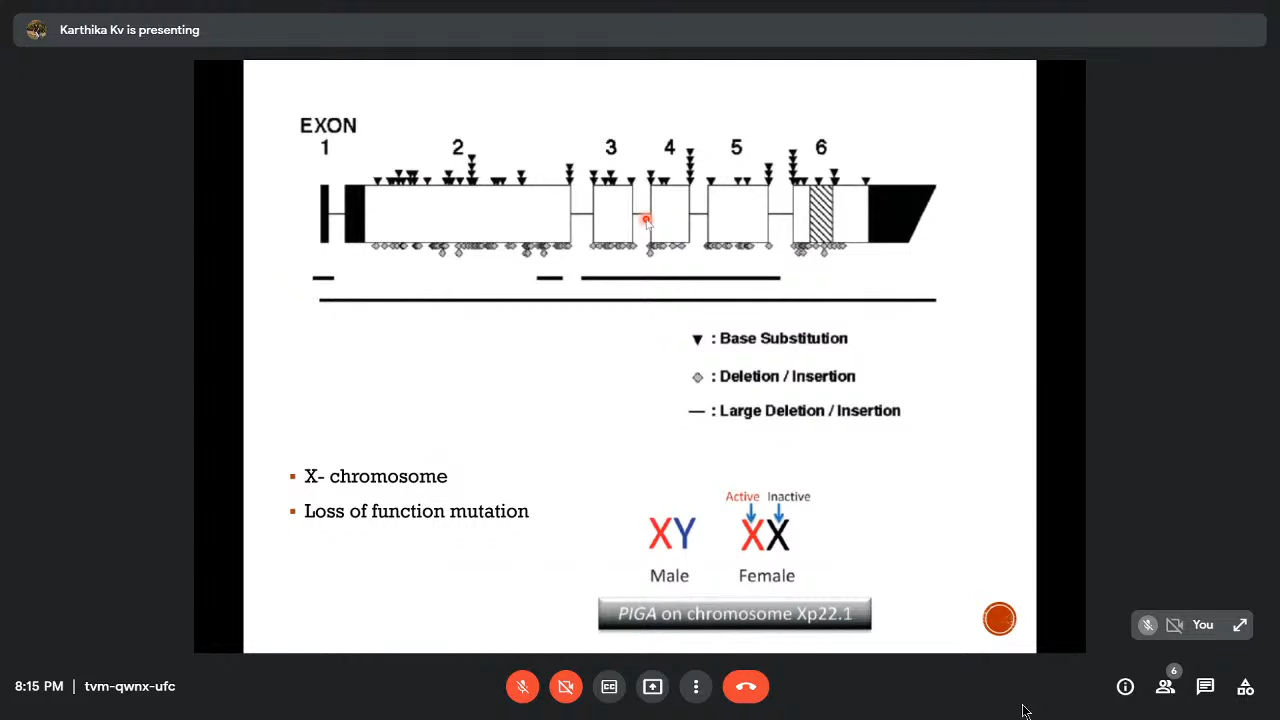 Karthika Kv is presenting
EXON
1 2 3 4 5 6
: Base Substitution
: Deletion / Insertion
: Large Deletion / Insertion
X- chromosome
Loss of function mutation
Active Inactive
XY XX
Male Female
PIGA on chromosome Xp22.1
You
6
8:15 PM | tvm-qwnx-ufc
CC